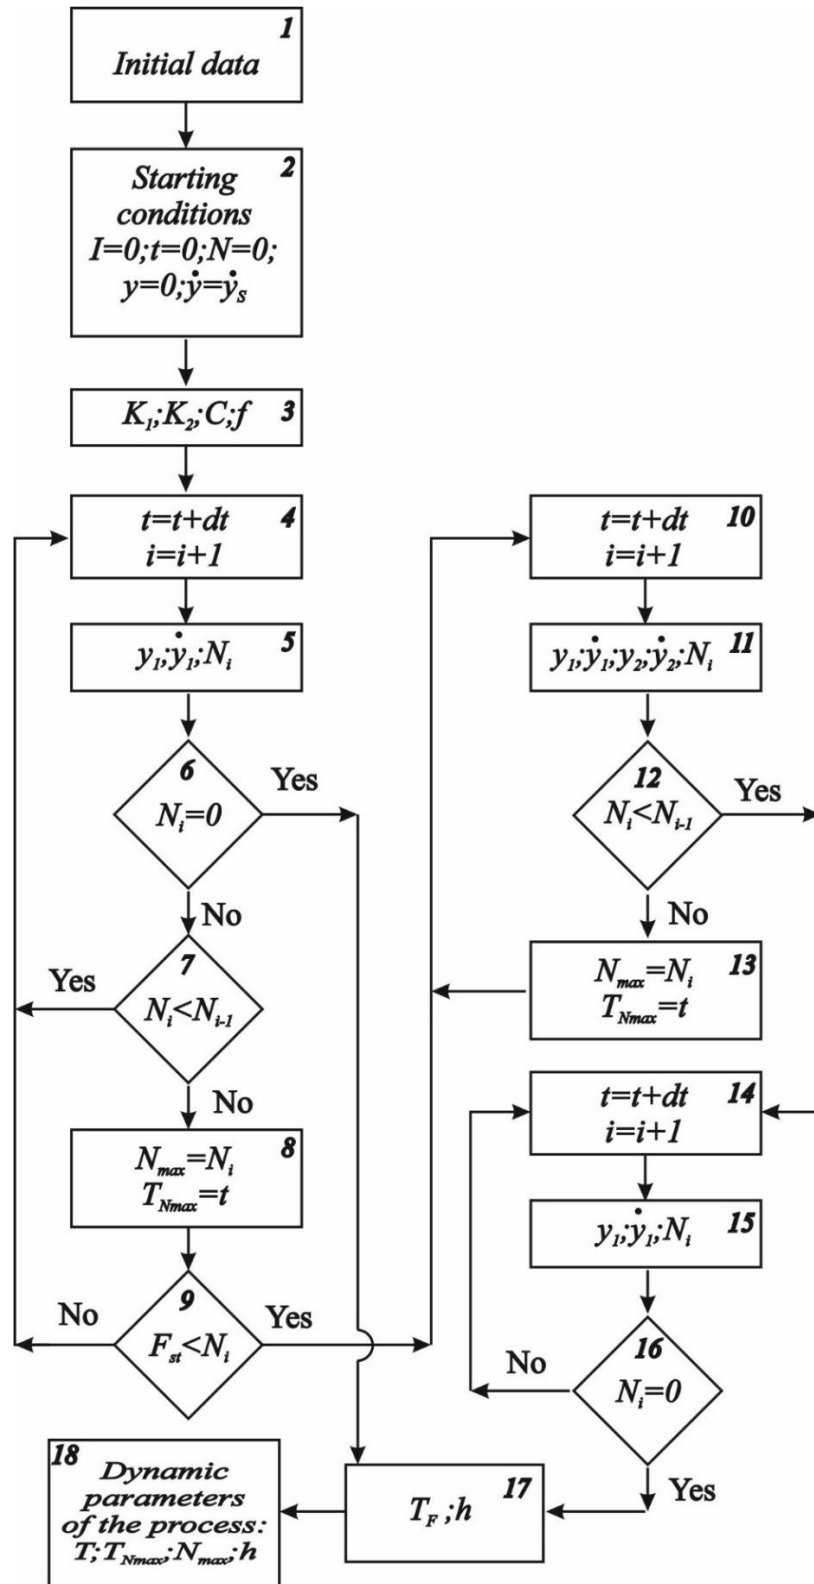 1
Initial data
2
Starting
conditions
I=0;t=0;N=0;
y=0;ẏ=ẏs
K1;K2;C;f 3
t=t+dt 4
i=i+1
y1;ẏ1;Ni 5
6
Ni=0
Yes
No
7
Ni<Ni-1
Yes
No
8
Nmax=Ni
TNmax=t
9
Fst<Ni
No
Yes
t=t+dt 10
i=i+1
y1;ẏ1;y2;ẏ2;Ni 11
12
Ni<Ni-1
Yes
No
Nmax=Ni 13
TNmax=t
t=t+dt 14
i=i+1
y1;ẏ1;Ni 15
16
Ni=0
No
Yes
17
TF;h
18
Dynamic
parameters
of the process:
T;TNmax;Nmax;h